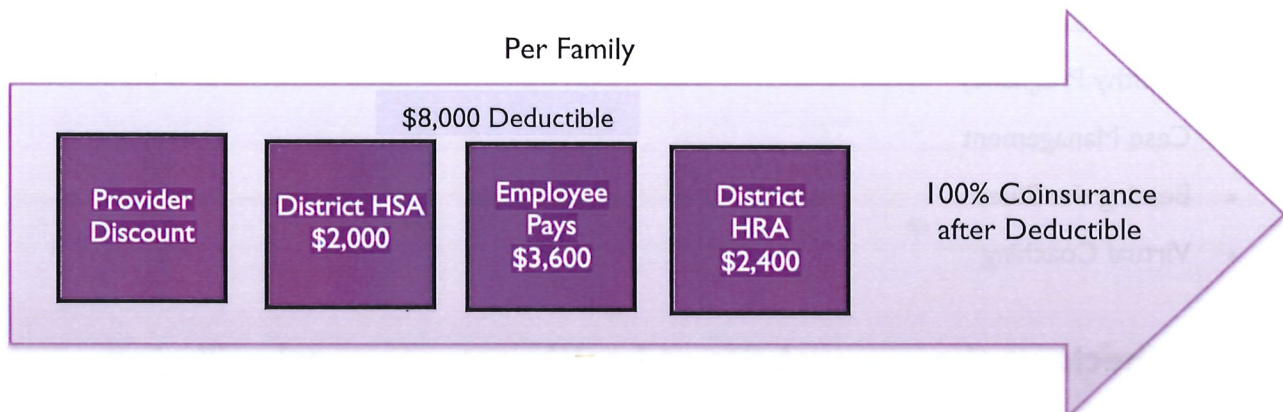 Per Family
$8,000 Deductible
Provider
Discount
District HSA
$2,000
Employee
Pays
$3,600
District
HRA
$2,400
100% Coinsurance
after Deductible
Case Management
Virtual Coaching